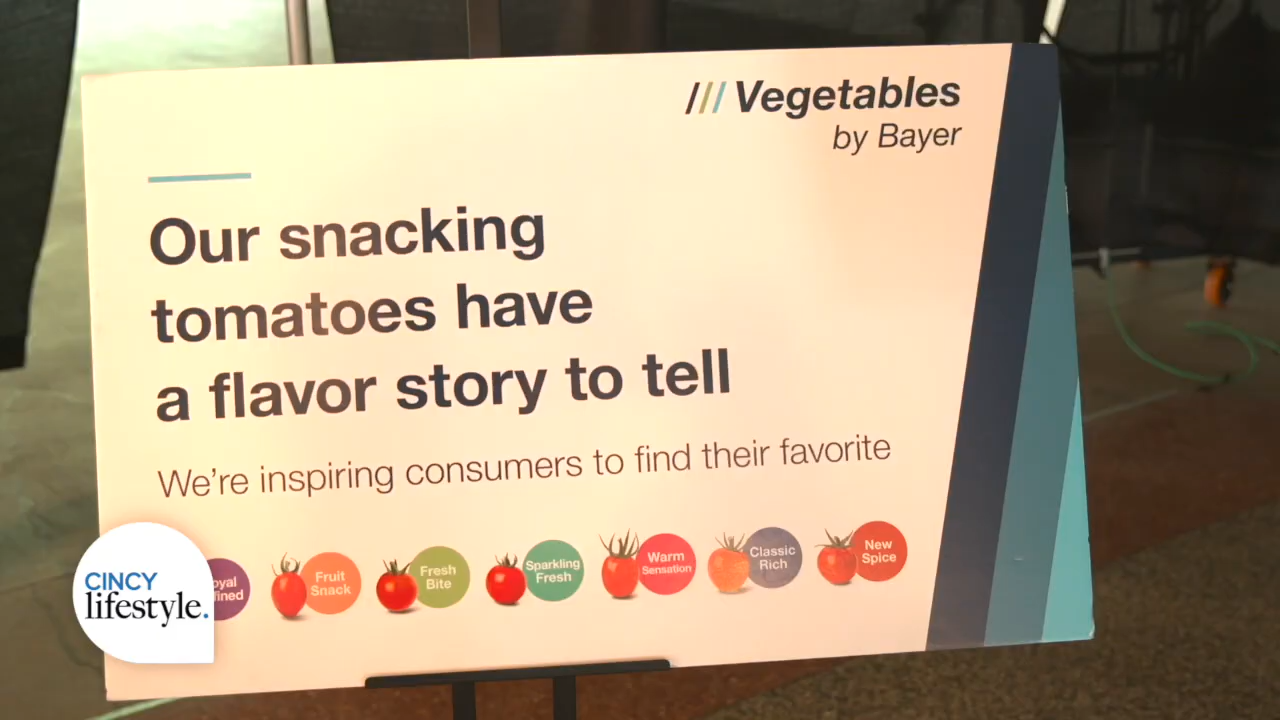 /// Vegetables
by Bayer
Our snacking
tomatoes have
a flavor story to tell
We're inspiring consumers to find their favorite
Fruit
Snack
Fresh
Bite
Sparkling
Fresh
Warm
Sensation
Classic
Rich
New
Spice
CINCY
lifestyle.